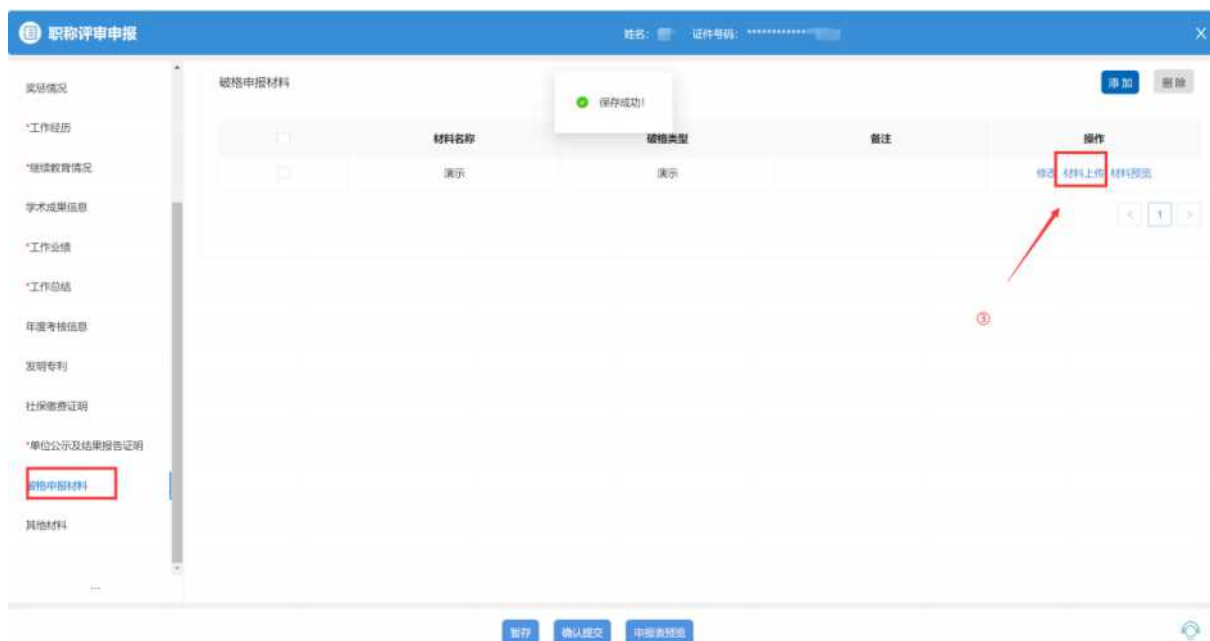 职称评审申报
姓名:
证件号码: ************
X
奖惩情况
*工作经历
*继续教育情况
学术成果信息
*工作业绩
*工作总结
年度考核信息
发明专利
社保缴费证明
*单位公示及结果报告证明
破格申报材料
其他材料
...
破格申报材料
保存成功!
添加
删除
材料名称
破格类型
备注
操作
演示
演示
修改 材料上传 材料预览
< 1 >
③
暂存
确认提交
申报表预览